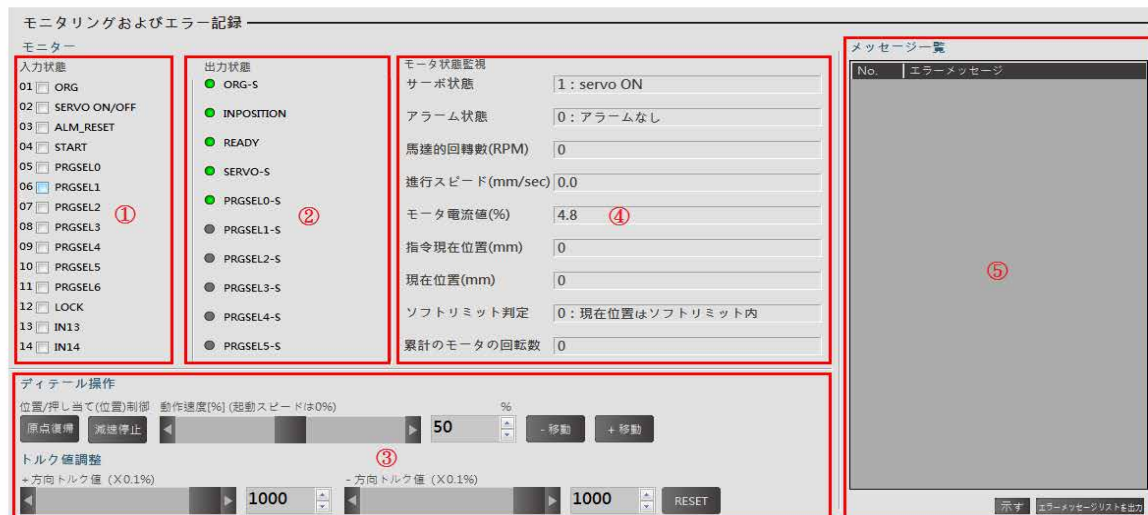 モニタリングおよびエラー記録
モニター
入力状態
01 ORG
02 SERVO ON/OFF
03 ALM_RESET
04 START
05 PRGSEL0
06 PRGSEL1
07 PRGSEL2
08 PRGSEL3
09 PRGSEL4
10 PRGSEL5
11 PRGSEL6
12 LOCK
13 IN13
14 IN14
①
出力状態
ORG-S
INPOSITION
READY
SERVO-S
PRGSEL0-S
PRGSEL1-S
PRGSEL2-S
PRGSEL3-S
PRGSEL4-S
PRGSEL5-S
②
モータ状態監視
サーボ状態 1：servo ON
アラーム状態 0：アラームなし
馬達的回轉數(RPM) 0
進行スピード(mm/sec) 0.0
モータ電流値(%) 4.8
指令現在位置(mm) 0
現在位置(mm) 0
ソフトリミット判定 0：現在位置はソフトリミット内
累計のモータの回転数 0
④
メッセージ一覧
No. エラーメッセージ
⑤
示す エラーメッセージリストを出力
ディテール操作
位置/押し当て(位置)制御 動作速度[%] (起動スピードは0%) %
原点復帰 減速停止 50 - 移動 + 移動
トルク値調整
③
+方向トルク値 (X0.1%) -方向トルク値 (X0.1%)
1000 1000 RESET